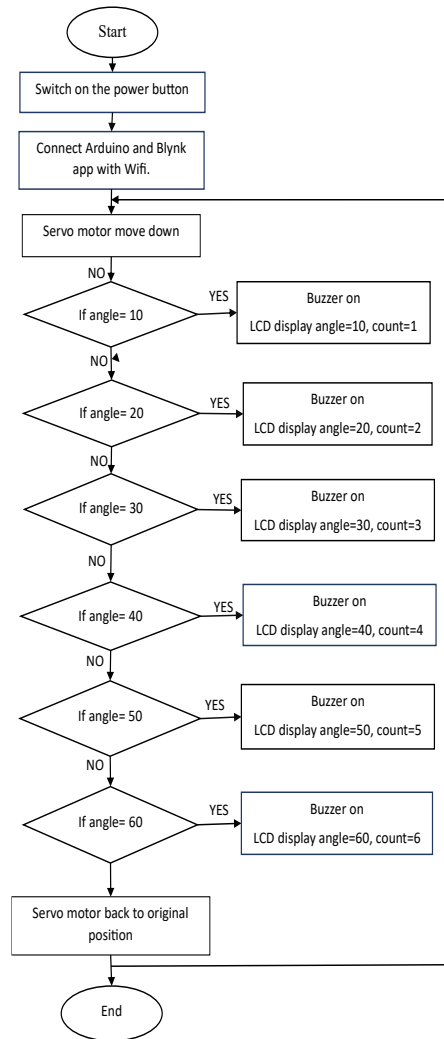 Start
Switch on the power button
Connect Arduino and Blynk
app with Wifi.
Servo motor move down
NO
If angle= 10
YES
Buzzer on
LCD display angle=10, count=1
NO
If angle= 20
YES
Buzzer on
LCD display angle=20, count=2
NO
If angle= 30
YES
Buzzer on
LCD display angle=30, count=3
NO
If angle= 40
YES
Buzzer on
LCD display angle=40, count=4
NO
If angle= 50
YES
Buzzer on
LCD display angle=50, count=5
NO
If angle= 60
YES
Buzzer on
LCD display angle=60, count=6
Servo motor back to original
position
End